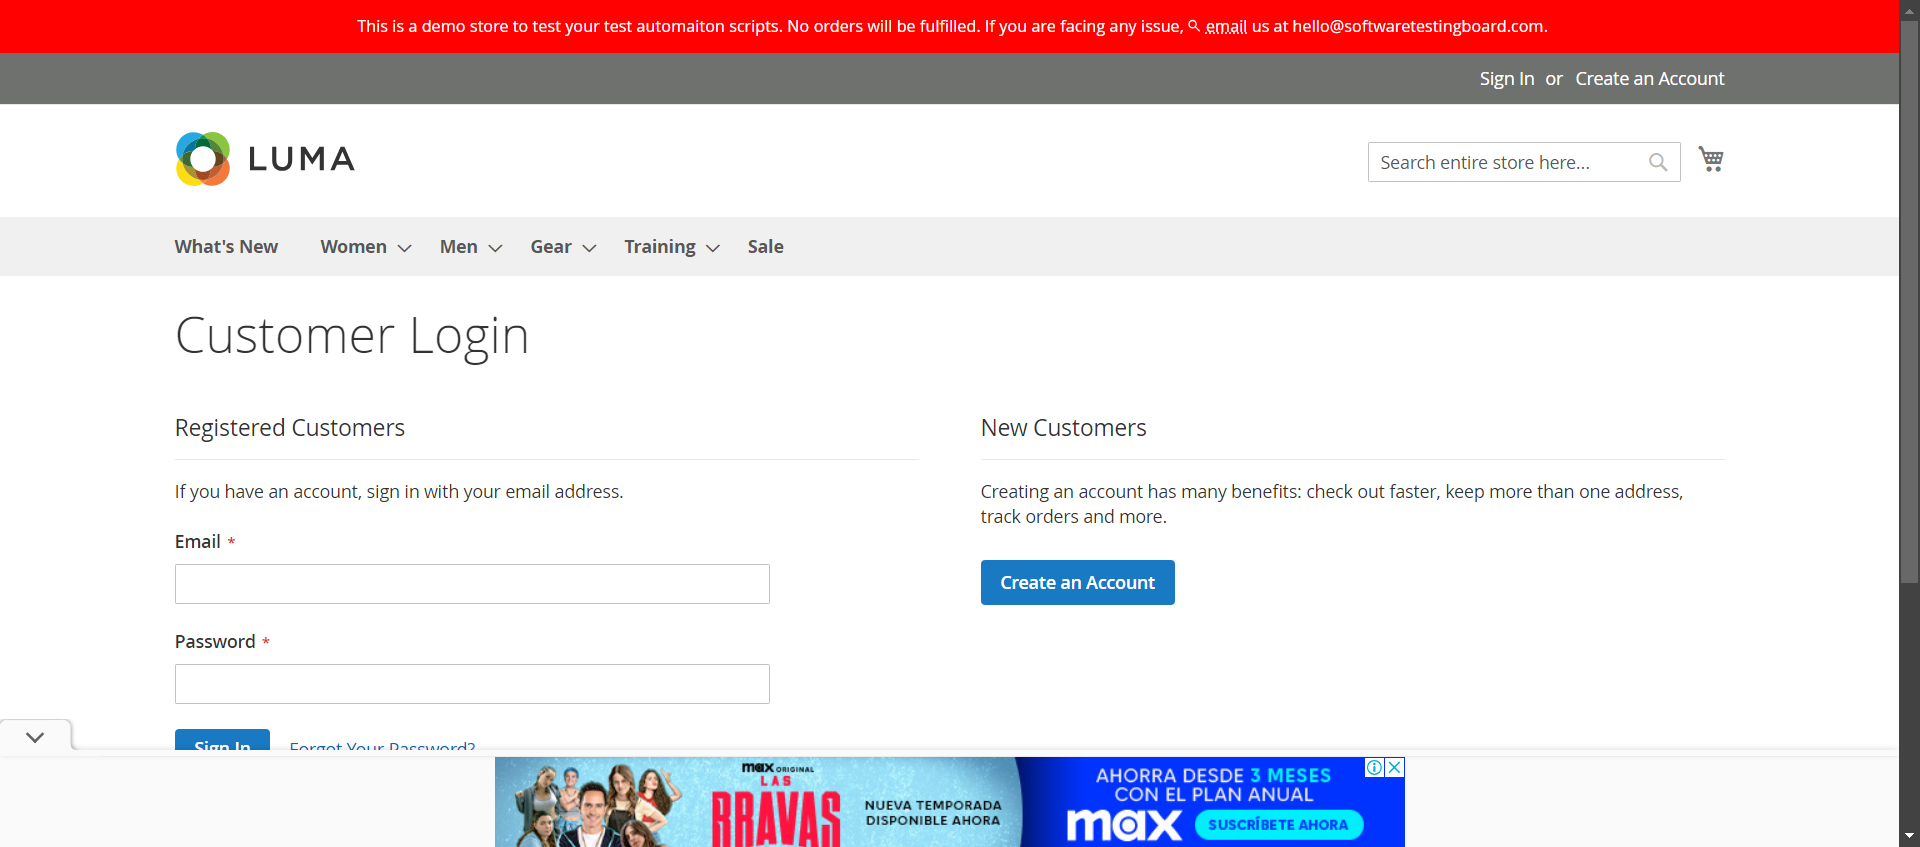 This is a demo store to test your test automaiton scripts. No orders will be fulfilled. If you are facing any issue, email us at hello@softwaretestingboard.com.
Sign In or Create an Account
LUMA
Search entire store here...
What's New Women Men Gear Training Sale
Customer Login
Registered Customers
If you have an account, sign in with your email address.
Email *
Password *
Sign In Forgot Your Password?
New Customers
Creating an account has many benefits: check out faster, keep more than one address,
track orders and more.
Create an Account
max ORIGINAL
LAS
BRAVAS
NUEVA TEMPORADA
DISPONIBLE AHORA
AHORRA DESDE 3 MESES
CON EL PLAN ANUAL
max SUSCRÍBETE AHORA